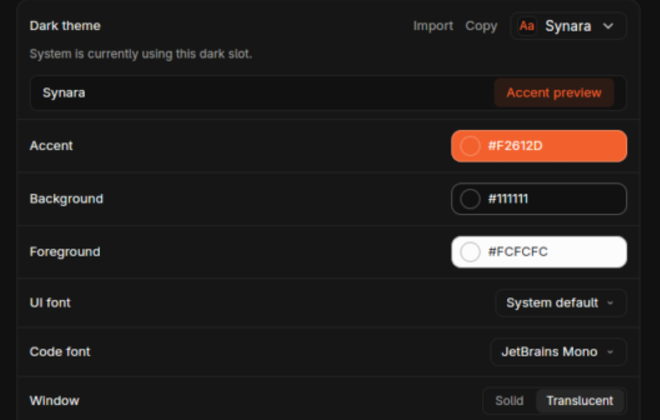 Dark theme Import Copy Aa Synara
System is currently using this dark slot.
Synara Accent preview
Accent #F2612D
Background #111111
Foreground #FCFCFC
UI font System default
Code font JetBrains Mono
Window Solid Translucent